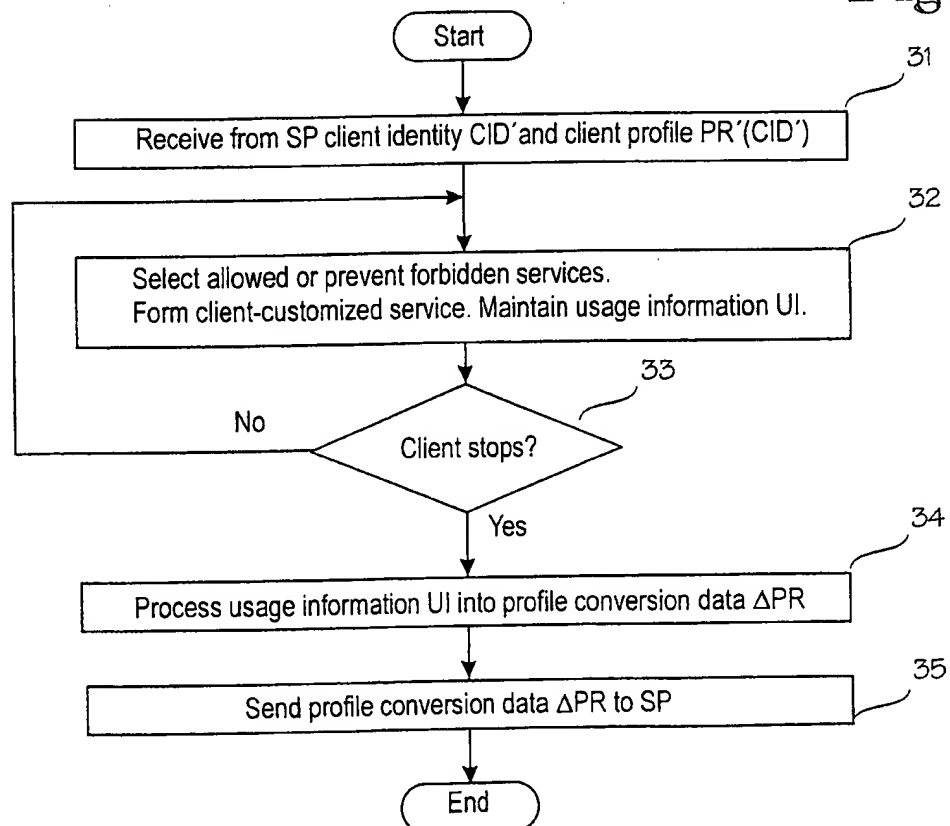 Start
31
Receive from SP client identity CID′ and client profile PR′(CID′)
32
Select allowed or prevent forbidden services.
Form client-customized service. Maintain usage information UI.
33
No
Client stops?
Yes
34
Process usage information UI into profile conversion data ΔPR
35
Send profile conversion data ΔPR to SP
End